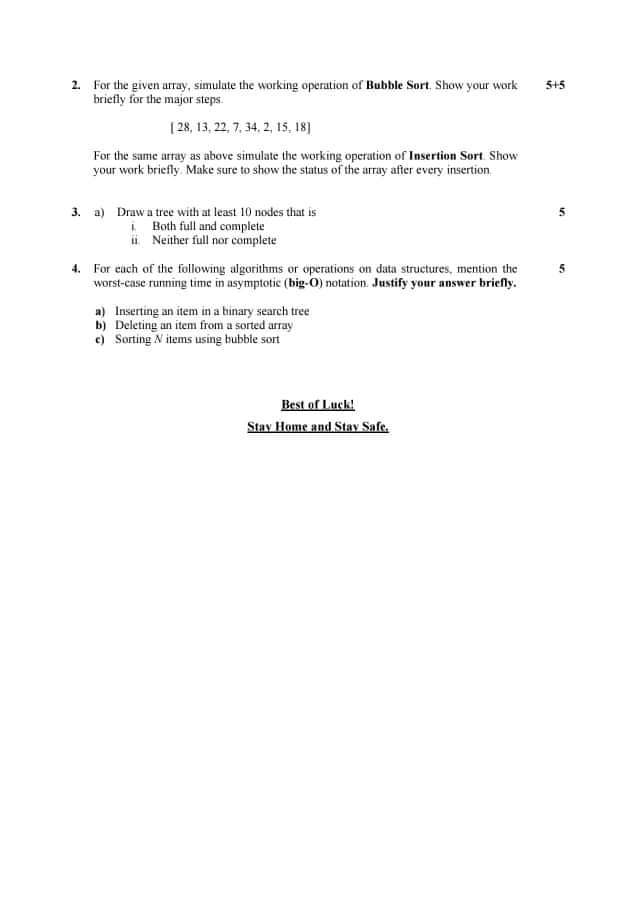 2. For the given array, simulate the working operation of Bubble Sort. Show your work 5+5
briefly for the major steps.
[ 28, 13, 22, 7, 34, 2, 15, 18]
For the same array as above simulate the working operation of Insertion Sort. Show
your work briefly. Make sure to show the status of the array after every insertion.
3. a) Draw a tree with at least 10 nodes that is 5
i. Both full and complete
ii. Neither full nor complete
4. For each of the following algorithms or operations on data structures, mention the 5
worst-case running time in asymptotic (big-O) notation. Justify your answer briefly.
a) Inserting an item in a binary search tree
b) Deleting an item from a sorted array
c) Sorting N items using bubble sort
Best of Luck!
Stay Home and Stay Safe.